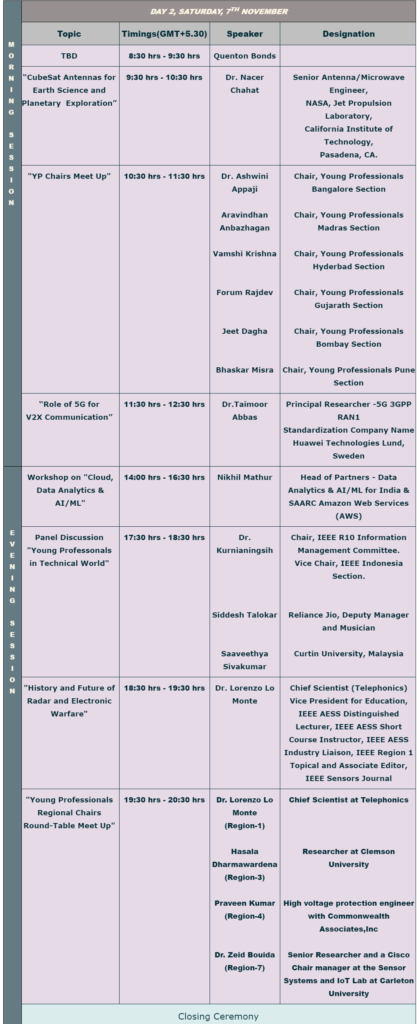 DAY 2, SATURDAY, 7TH NOVEMBER
Topic Timings(GMT+5.30) Speaker Designation
MORNING SESSION
TBD 8:30 hrs - 9:30 hrs Quenton Bonds
"CubeSat Antennas for 9:30 hrs - 10:30 hrs Dr. Nacer Senior Antenna/Microwave
Earth Science and Chahat Engineer,
Planetary Exploration" NASA, Jet Propulsion
Laboratory,
California Institute of
Technology,
Pasadena, CA.
"YP Chairs Meet Up" 10:30 hrs - 11:30 hrs Dr. Ashwini Chair, Young Professionals
Appaji Bangalore Section
Aravindhan Chair, Young Professionals
Anbazhagan Madras Section
Vamshi Krishna Chair, Young Professionals
Hyderbad Section
Forum Rajdev Chair, Young Professionals
Gujarath Section
Jeet Dagha Chair, Young Professionals
Bombay Section
Bhaskar Misra Chair, Young Professionals Pune
Section
"Role of 5G for 11:30 hrs - 12:30 hrs Dr.Taimoor Principal Researcher -5G 3GPP
V2X Communication" Abbas RAN1
Standardization Company Name
Huawei Technologies Lund,
Sweden
EVENING SESSION
Workshop on "Cloud, 14:00 hrs - 16:30 hrs Nikhil Mathur Head of Partners - Data
Data Analytics & Analytics & AI/ML for India &
AI/ML" SAARC Amazon Web Services
(AWS)
Panel Discussion 17:30 hrs - 18:30 hrs Dr. Chair, IEEE R10 Information
"Young Professonals Kurnianingsih Management Committee.
in Technical World" Vice Chair, IEEE Indonesia
Section.
Siddesh Talokar Reliance Jio, Deputy Manager
and Musician
Saaveethya Curtin University, Malaysia
Sivakumar
"History and Future of 18:30 hrs - 19:30 hrs Dr. Lorenzo Lo Chief Scientist (Telephonics)
Radar and Electronic Monte Vice President for Education,
Warfare" IEEE AESS Distinguished
Lecturer, IEEE AESS Short
Course Instructor, IEEE AESS
Industry Liaison, IEEE Region 1
Topical and Associate Editor,
IEEE Sensors Journal
"Young Professionals 19:30 hrs - 20:30 hrs Dr. Lorenzo Lo Chief Scientist at Telephonics
Regional Chairs Monte
Round-Table Meet Up" (Region-1)
Hasala Researcher at Clemson
Dharmawardena University
(Region-3)
Praveen Kumar High voltage protection engineer
(Region-4) with Commonwealth
Associates,Inc
Dr. Zeid Bouida Senior Researcher and a Cisco
(Region-7) Chair manager at the Sensor
Systems and IoT Lab at Carleton
University
Closing Ceremony